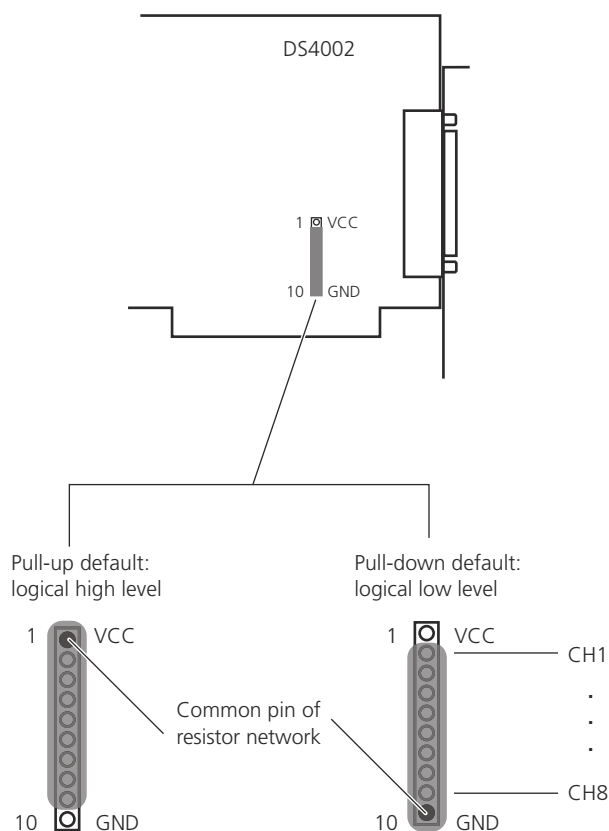 DS4002
1 VCC
10 GND
Pull-up default:
logical high level
Pull-down default:
logical low level
1 VCC
1 VCC
CH1
.
.
.
Common pin of
resistor network
CH8
10 GND
10 GND